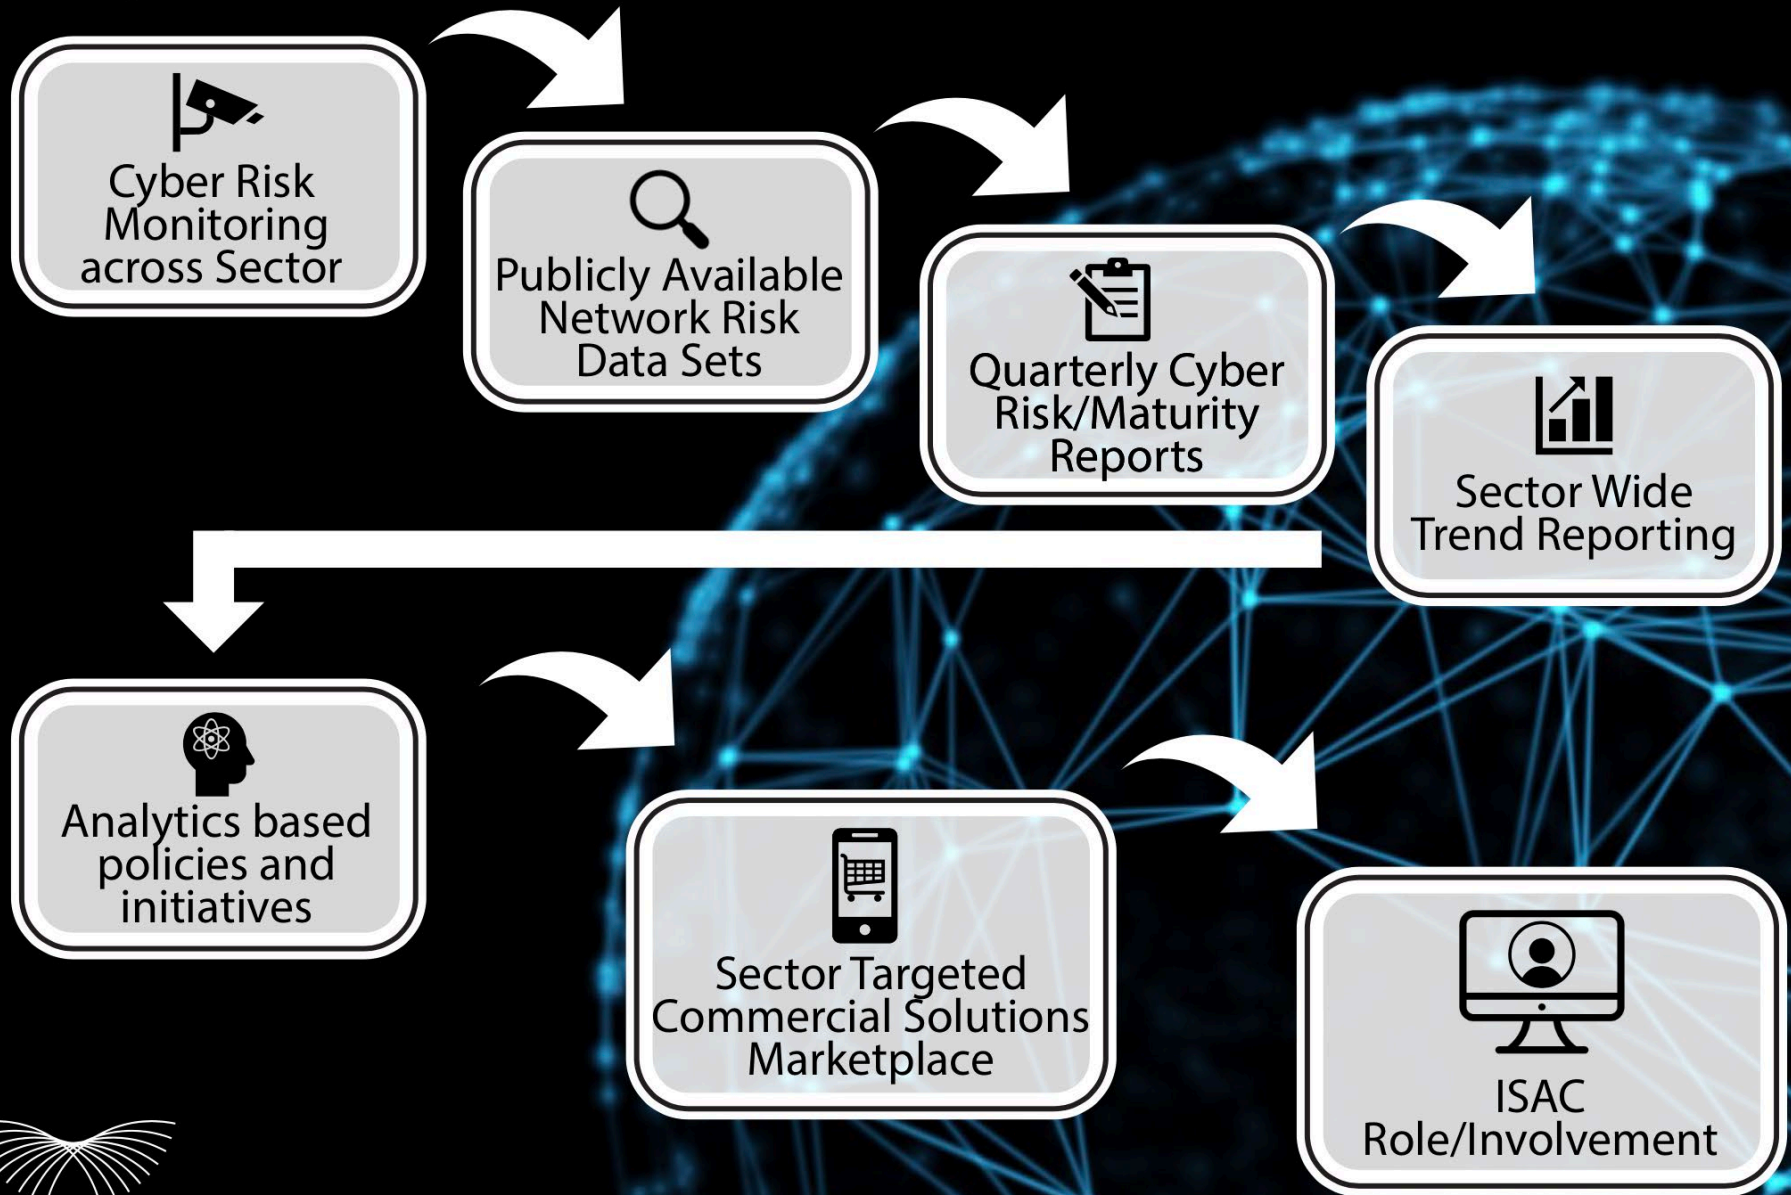 Cyber Risk
Monitoring
across Sector
Publicly Available
Network Risk
Data Sets
Quarterly Cyber
Risk/Maturity
Reports
Sector Wide
Trend Reporting
Analytics based
policies and
initiatives
Sector Targeted
Commercial Solutions
Marketplace
ISAC
Role/Involvement